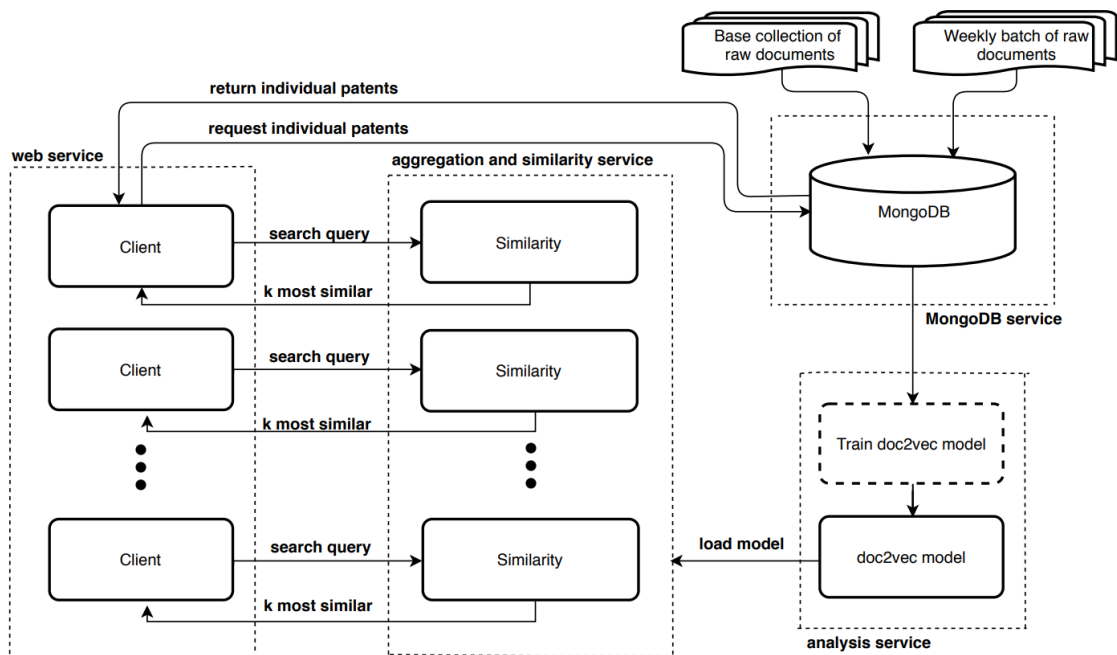 Base collection of
raw documents
Weekly batch of raw
documents
return individual patents
request individual patents
web service
aggregation and similarity service
MongoDB
Client
search query
Similarity
k most similar
MongoDB service
Client
search query
Similarity
k most similar
Train doc2vec model
Client
search query
Similarity
load model
doc2vec model
k most similar
analysis service